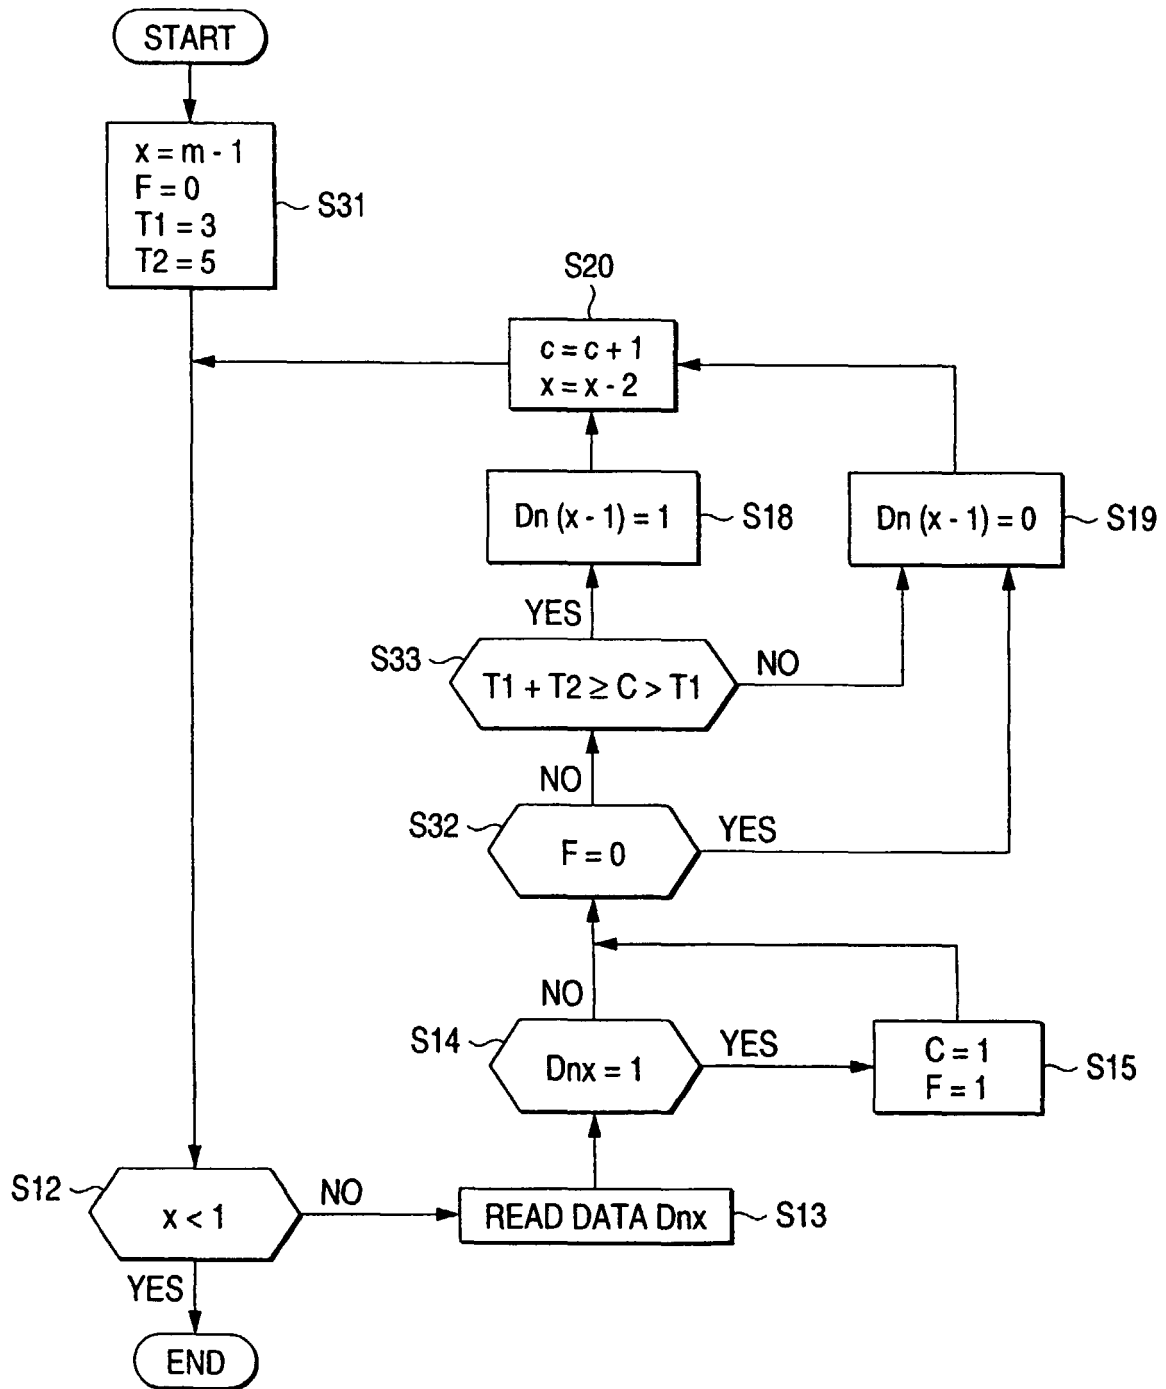 START
x = m - 1
F = 0
T1 = 3
T2 = 5
S31
S20
c = c + 1
x = x - 2
Dn (x - 1) = 1
S18
Dn (x - 1) = 0
S19
YES
S33
T1 + T2 ≥ C > T1
NO
NO
S32
F = 0
YES
NO
S14
Dnx = 1
YES
C = 1
F = 1
S15
S12
x < 1
NO
READ DATA Dnx
S13
YES
END